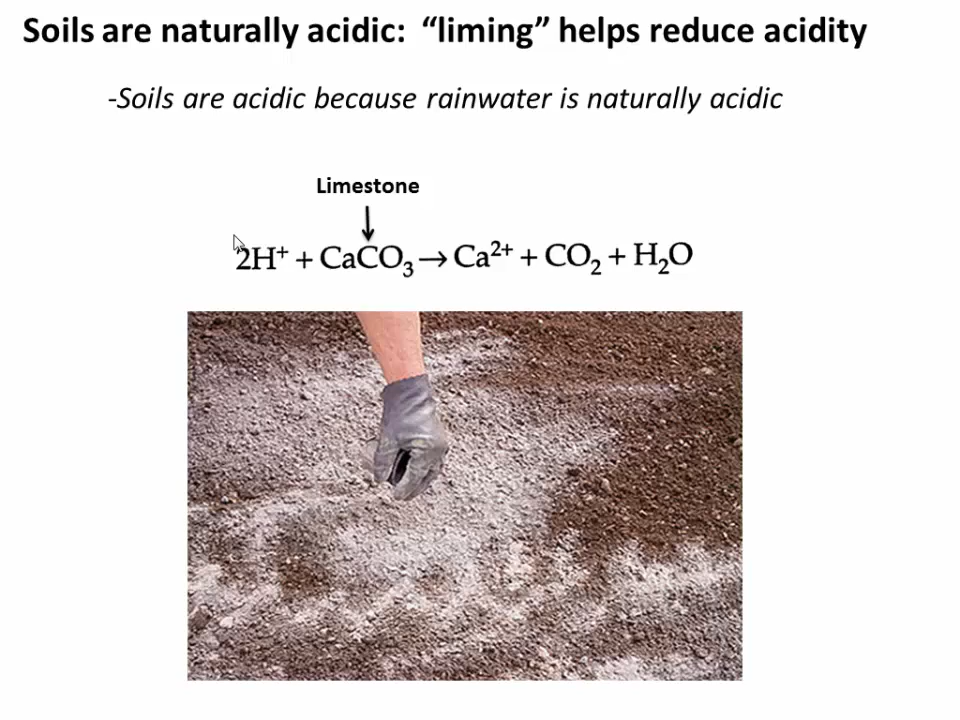 Soils are naturally acidic:  “liming” helps reduce acidity
-Soils are acidic because rainwater is naturally acidic
Limestone
2H⁺ + CaCO₃ → Ca²⁺ + CO₂ + H₂O